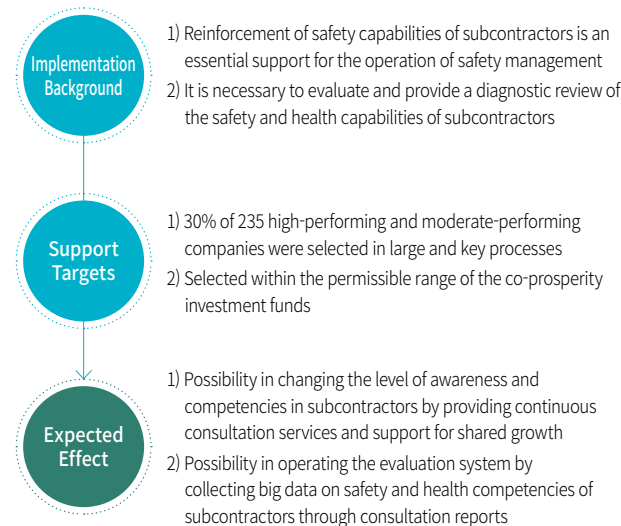 Implementation
Background
1) Reinforcement of safety capabilities of subcontractors is an
essential support for the operation of safety management
2) It is necessary to evaluate and provide a diagnostic review of
the safety and health capabilities of subcontractors
Support
Targets
1) 30% of 235 high-performing and moderate-performing
companies were selected in large and key processes
2) Selected within the permissible range of the co-prosperity
investment funds
Expected
Effect
1) Possibility in changing the level of awareness and
competencies in subcontractors by providing continuous
consultation services and support for shared growth
2) Possibility in operating the evaluation system by
collecting big data on safety and health competencies of
subcontractors through consultation reports